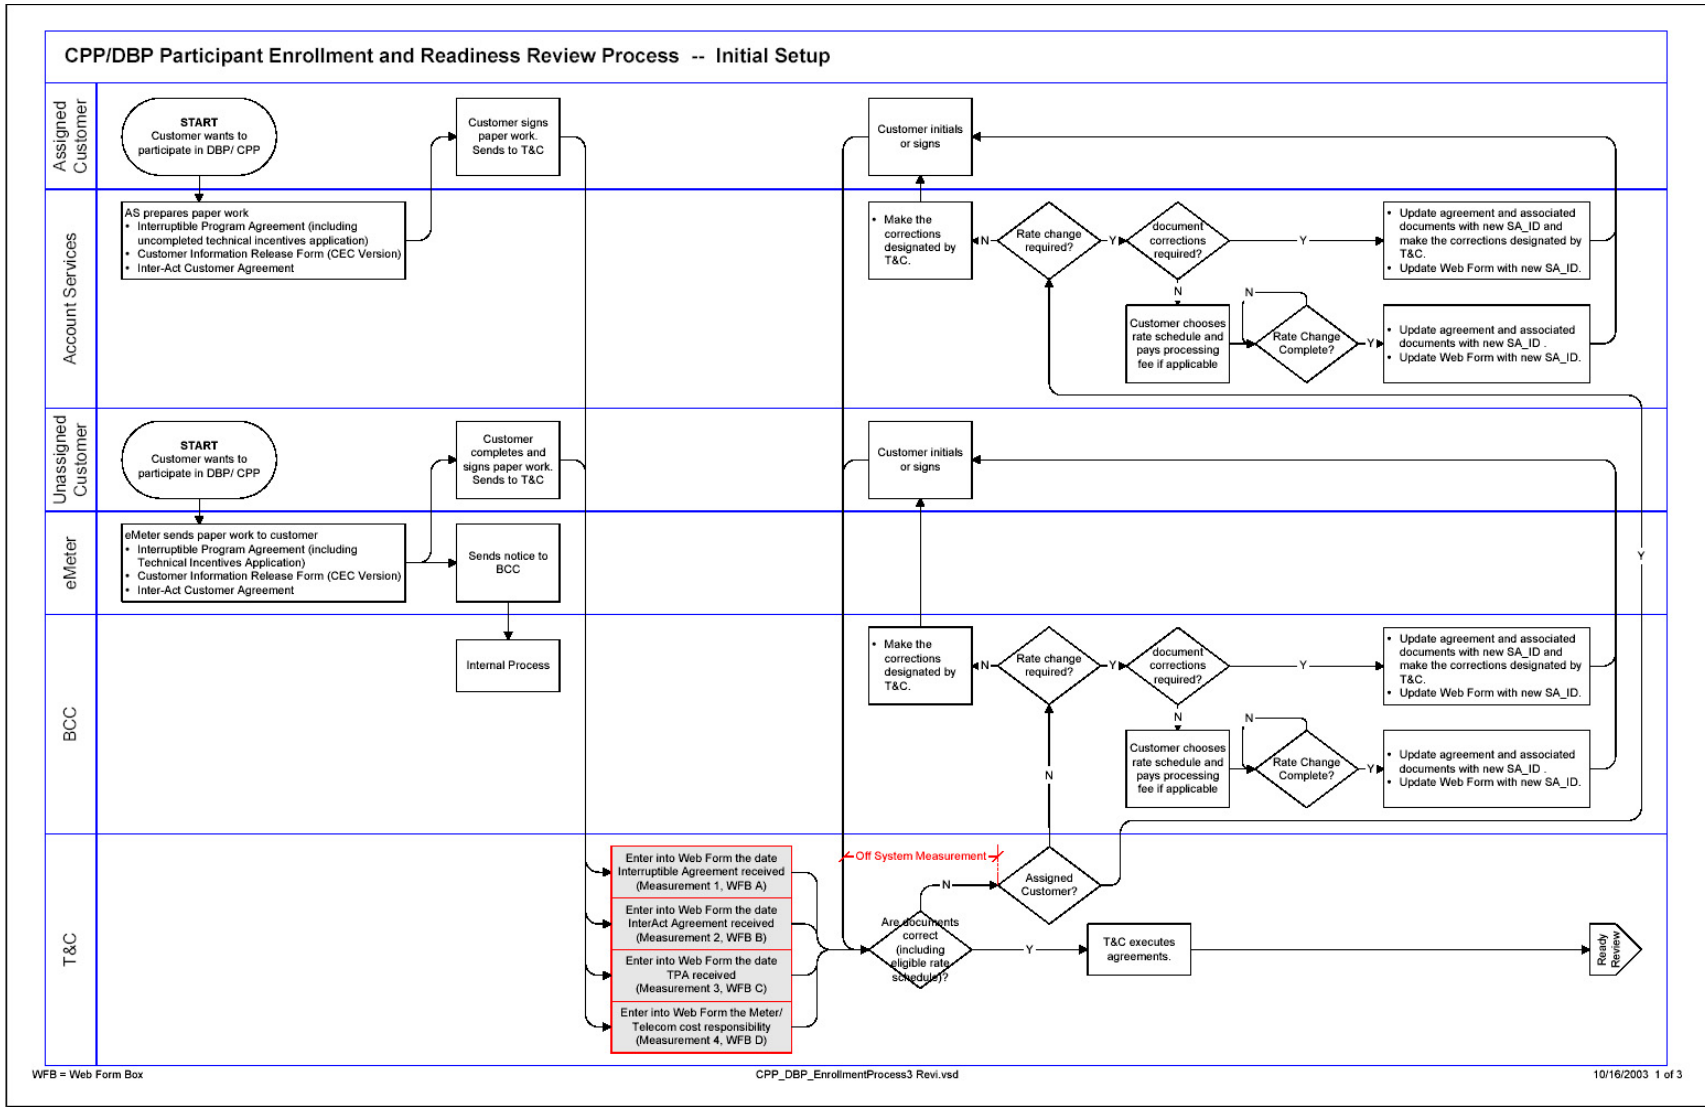 CPP/DBP Participant Enrollment and Readiness Review Process -- Initial Setup
Assigned
Customer
START
Customer wants to
participate in DBP/ CPP
Customer signs
paper work.
Sends to T&C
Customer initials
or signs
Account Services
AS prepares paper work
• Interruptible Program Agreement (including
uncompleted technical incentives application)
• Customer Information Release Form (CEC Version)
• Inter-Act Customer Agreement
• Make the
corrections
designated by
T&C.
N
Rate change
required?
Y
document
corrections
required?
Y
• Update agreement and associated
documents with new SA_ID and
make the corrections designated by
T&C.
• Update Web Form with new SA_ID.
N
Customer chooses
rate schedule and
pays processing
fee if applicable
N
Rate Change
Complete?
Y
• Update agreement and associated
documents with new SA_ID .
• Update Web Form with new SA_ID.
Unassigned
Customer
START
Customer wants to
participate in DBP/ CPP
Customer
completes and
signs paper work.
Sends to T&C
Customer initials
or signs
eMeter
eMeter sends paper work to customer
• Interruptible Program Agreement (including
Technical Incentives Application)
• Customer Information Release Form (CEC Version)
• Inter-Act Customer Agreement
Sends notice to
BCC
Y
BCC
Internal Process
• Make the
corrections
designated by
T&C.
N
Rate change
required?
Y
document
corrections
required?
Y
• Update agreement and associated
documents with new SA_ID and
make the corrections designated by
T&C.
• Update Web Form with new SA_ID.
N
Customer chooses
rate schedule and
pays processing
fee if applicable
N
Rate Change
Complete?
Y
• Update agreement and associated
documents with new SA_ID .
• Update Web Form with new SA_ID.
N
T&C
Enter into Web Form the date
Interruptible Agreement received
(Measurement 1, WFB A)
Enter into Web Form the date
InterAct Agreement received
(Measurement 2, WFB B)
Enter into Web Form the date
TPA received
(Measurement 3, WFB C)
Enter into Web Form the Meter/
Telecom cost responsibility
(Measurement 4, WFB D)
Off System Measurement
N
Assigned
Customer?
Are documents
correct
(including
eligible rate
schedule)?
Y
T&C executes
agreements.
Ready
Review
WFB = Web Form Box
CPP_DBP_EnrollmentProcess3 Revi.vsd
10/16/2003 1 of 3